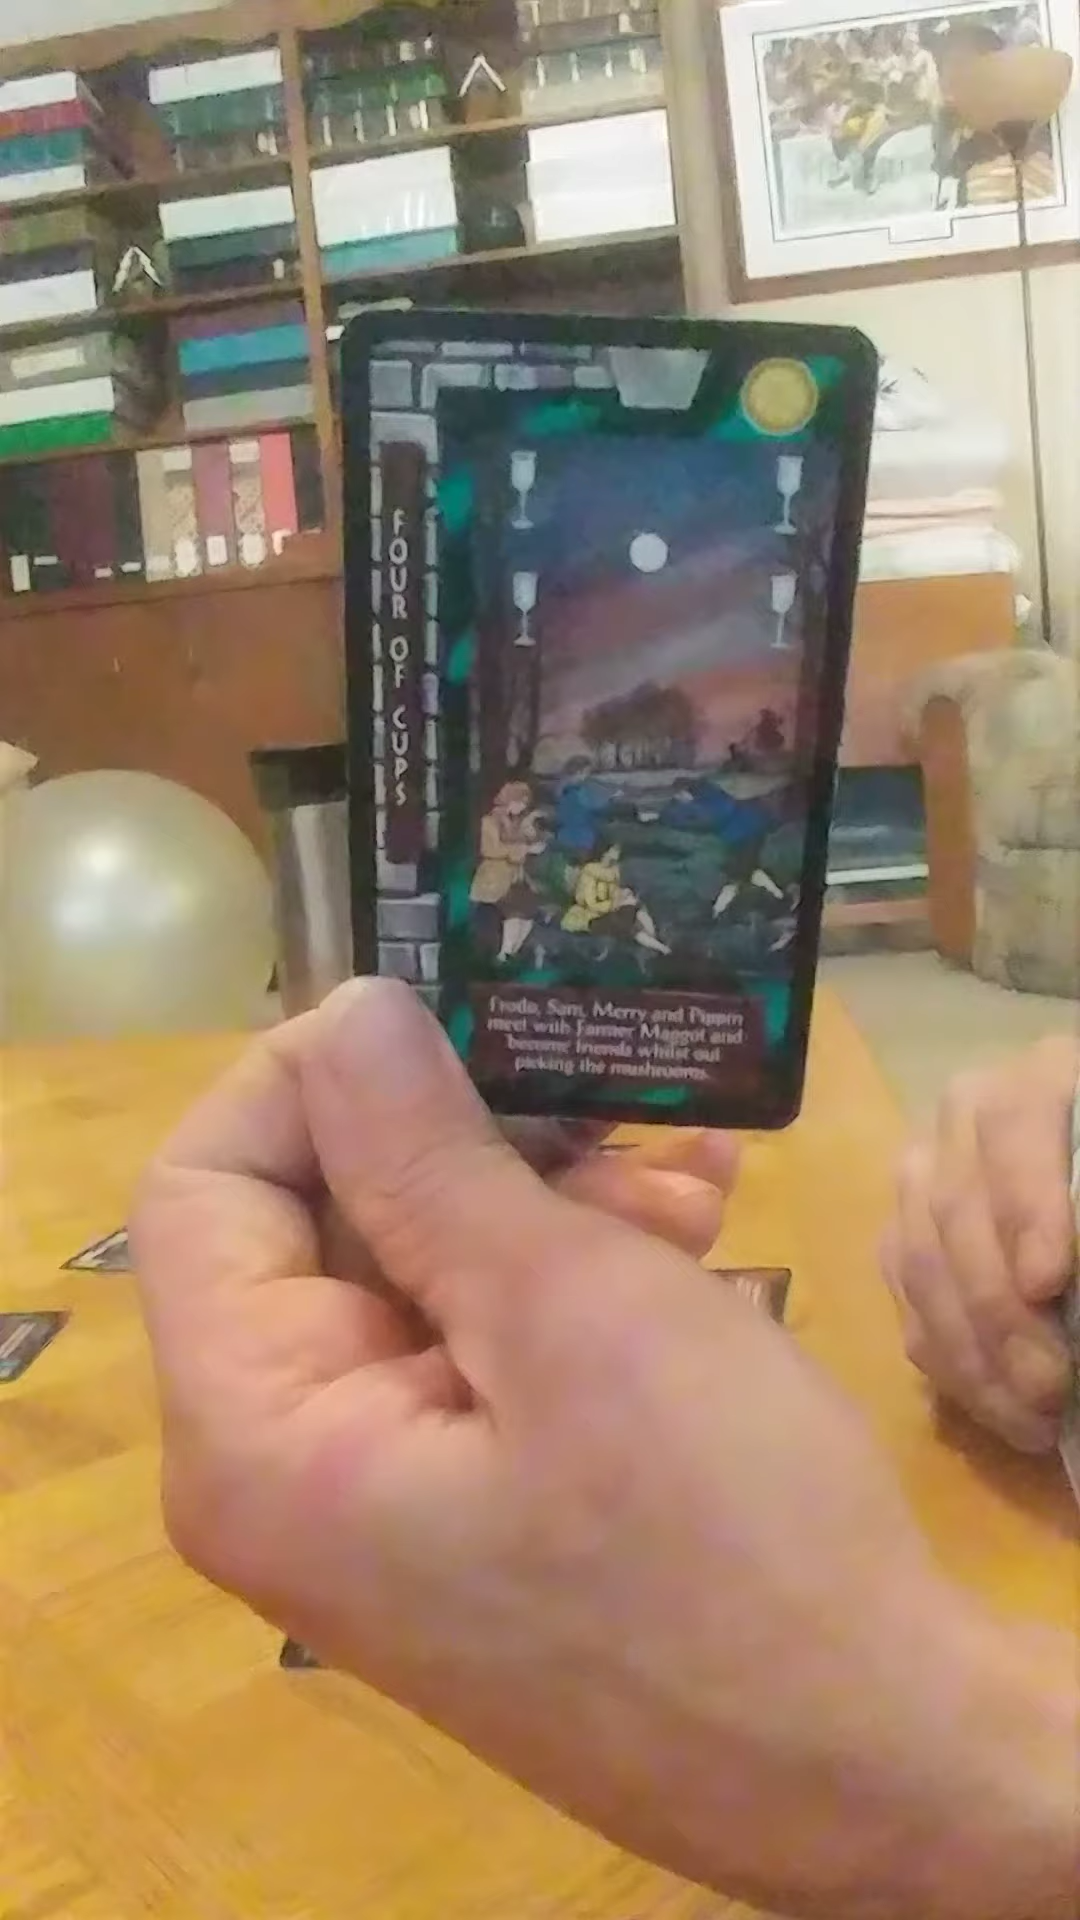 FOUR OF CUPS
Frodo, Sam, Merry and Pippin
meet with Farmer Maggot and
become friends whilst out
picking the mushrooms.